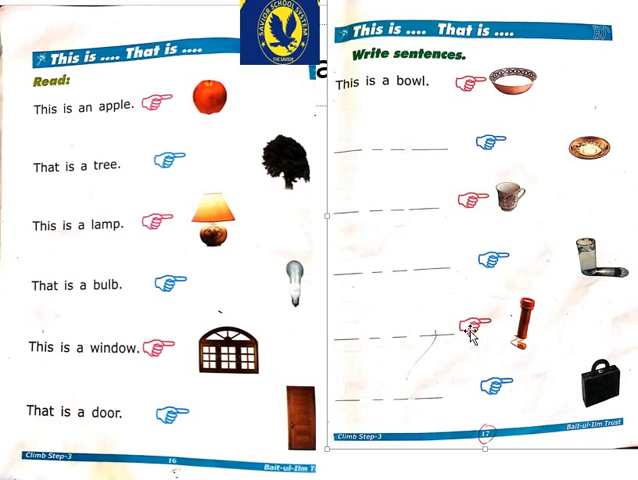 This is .... That is ....
Read:
This is an apple.
That is a tree.
This is a lamp.
That is a bulb.
This is a window.
That is a door.
Climb Step-3
16
Bait-ul-Ilm T
SAVIOR SCHOOL SYSTEM
THE SAVIOR
This is .... That is ....
Write sentences.
This is a bowl.
Climb Step-3
17
Bait-ul-Ilm Trust